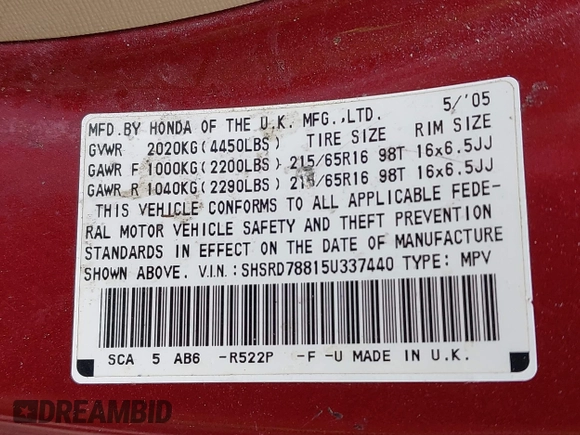 MFD.BY HONDA OF THE U.K. MFG.,LTD. 5/'05
GVWR 2020KG(4450LBS) TIRE SIZE RIM SIZE
GAWR F 1000KG(2200LBS) 215/65R16 98T 16x6.5JJ
GAWR R 1040KG(2290LBS) 215/65R16 98T 16x6.5JJ
THIS VEHICLE CONFORMS TO ALL APPLICABLE FEDE-
RAL MOTOR VEHICLE SAFETY AND THEFT PREVENTION
STANDARDS IN EFFECT ON THE DATE OF MANUFACTURE
SHOWN ABOVE. V.I.N.:SHSRD78815U337440 TYPE: MPV
SCA 5 AB6 -R522P -F -U MADE IN U.K.
DREAMBID